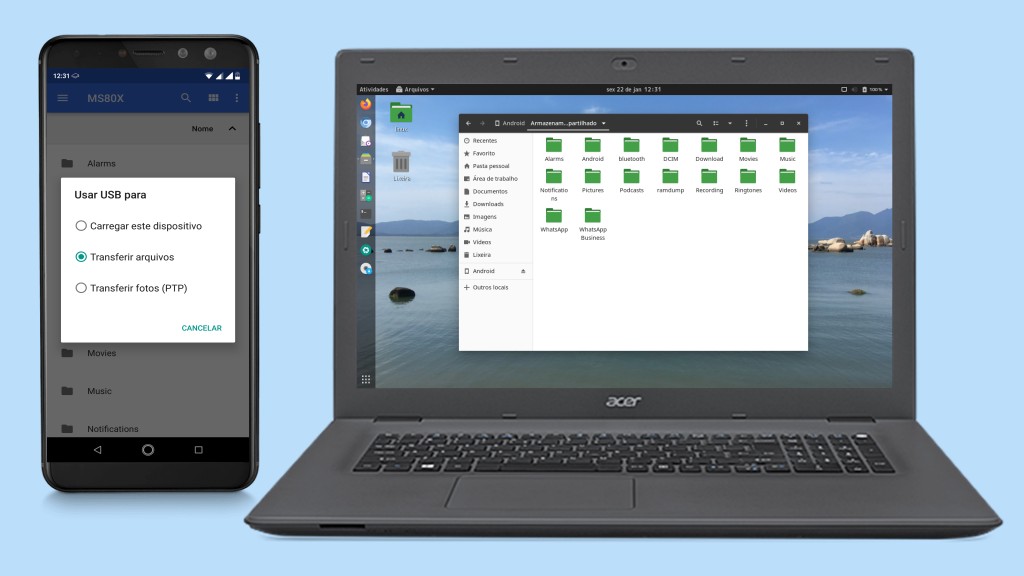 12:31
MS80X
Nome
Alarms
Usar USB para
Carregar este dispositivo
Transferir arquivos
Transferir fotos (PTP)
CANCELAR
Movies
Music
Notifications
Atividades
Arquivos
sex 22 de jan 12:31
100%
Lixeira
Android
Armazenam...partilhado
Recentes
Favorito
Pasta pessoal
Área de trabalho
Documentos
Downloads
Imagens
Música
Vídeos
Lixeira
Android
Outros locais
Alarms
Android
bluetooth
DCIM
Download
Movies
Music
Notificatio
ns
Pictures
Podcasts
ramdump
Recording
Ringtones
Videos
WhatsApp
WhatsApp
Business
acer